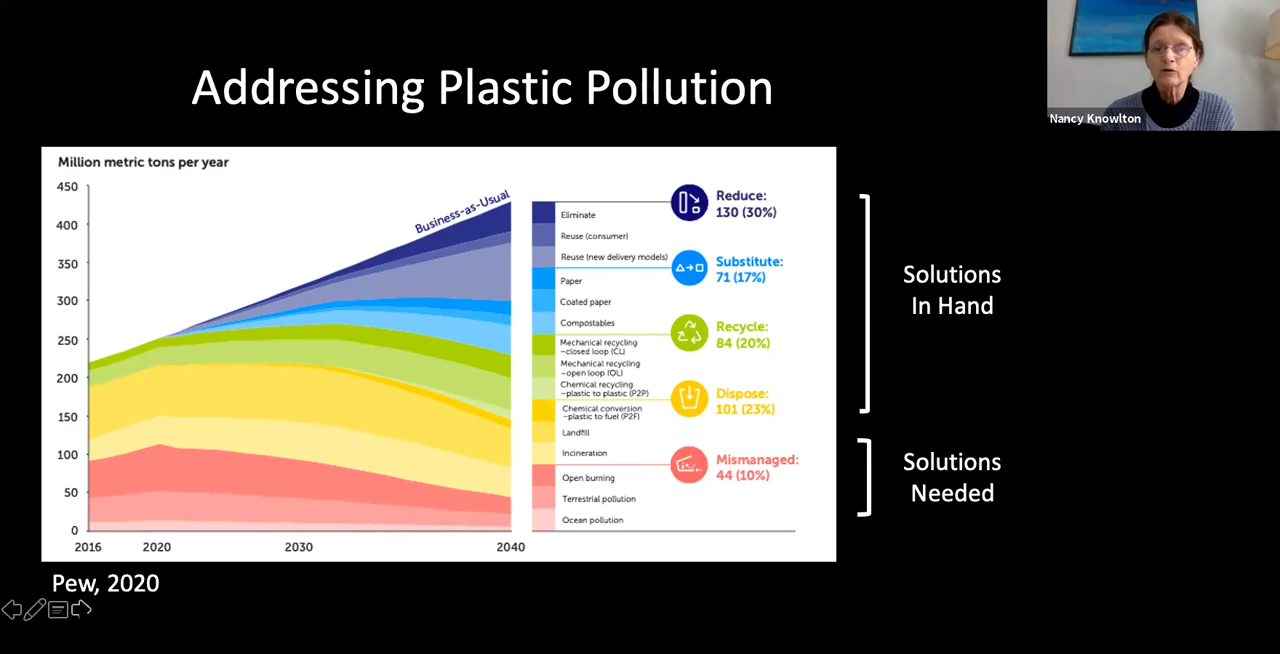 Addressing Plastic Pollution
Nancy Knowlton
Million metric tons per year
450
400
350
300
250
200
150
100
50
0
2016
2020
2030
2040
Business-as-Usual
Eliminate
Reuse (consumer)
Reuse (new delivery models)
Paper
Coated paper
Compostables
Mechanical recycling
–closed loop (CL)
Mechanical recycling
–open loop (OL)
Chemical recycling
–plastic to plastic (P2P)
Chemical conversion
–plastic to fuel (P2F)
Landfill
Incineration
Open burning
Terrestrial pollution
Ocean pollution
Reduce:
130 (30%)
Substitute:
71 (17%)
Recycle:
84 (20%)
Dispose:
101 (23%)
Mismanaged:
44 (10%)
Solutions
In Hand
Solutions
Needed
Pew, 2020